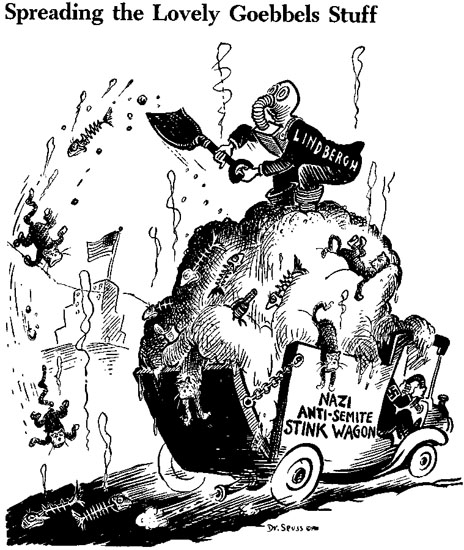 Spreading the Lovely Goebbels Stuff
LINDBERGH
NAZI
ANTI-SEMITE
STINK WAGON
Dr. Seuss